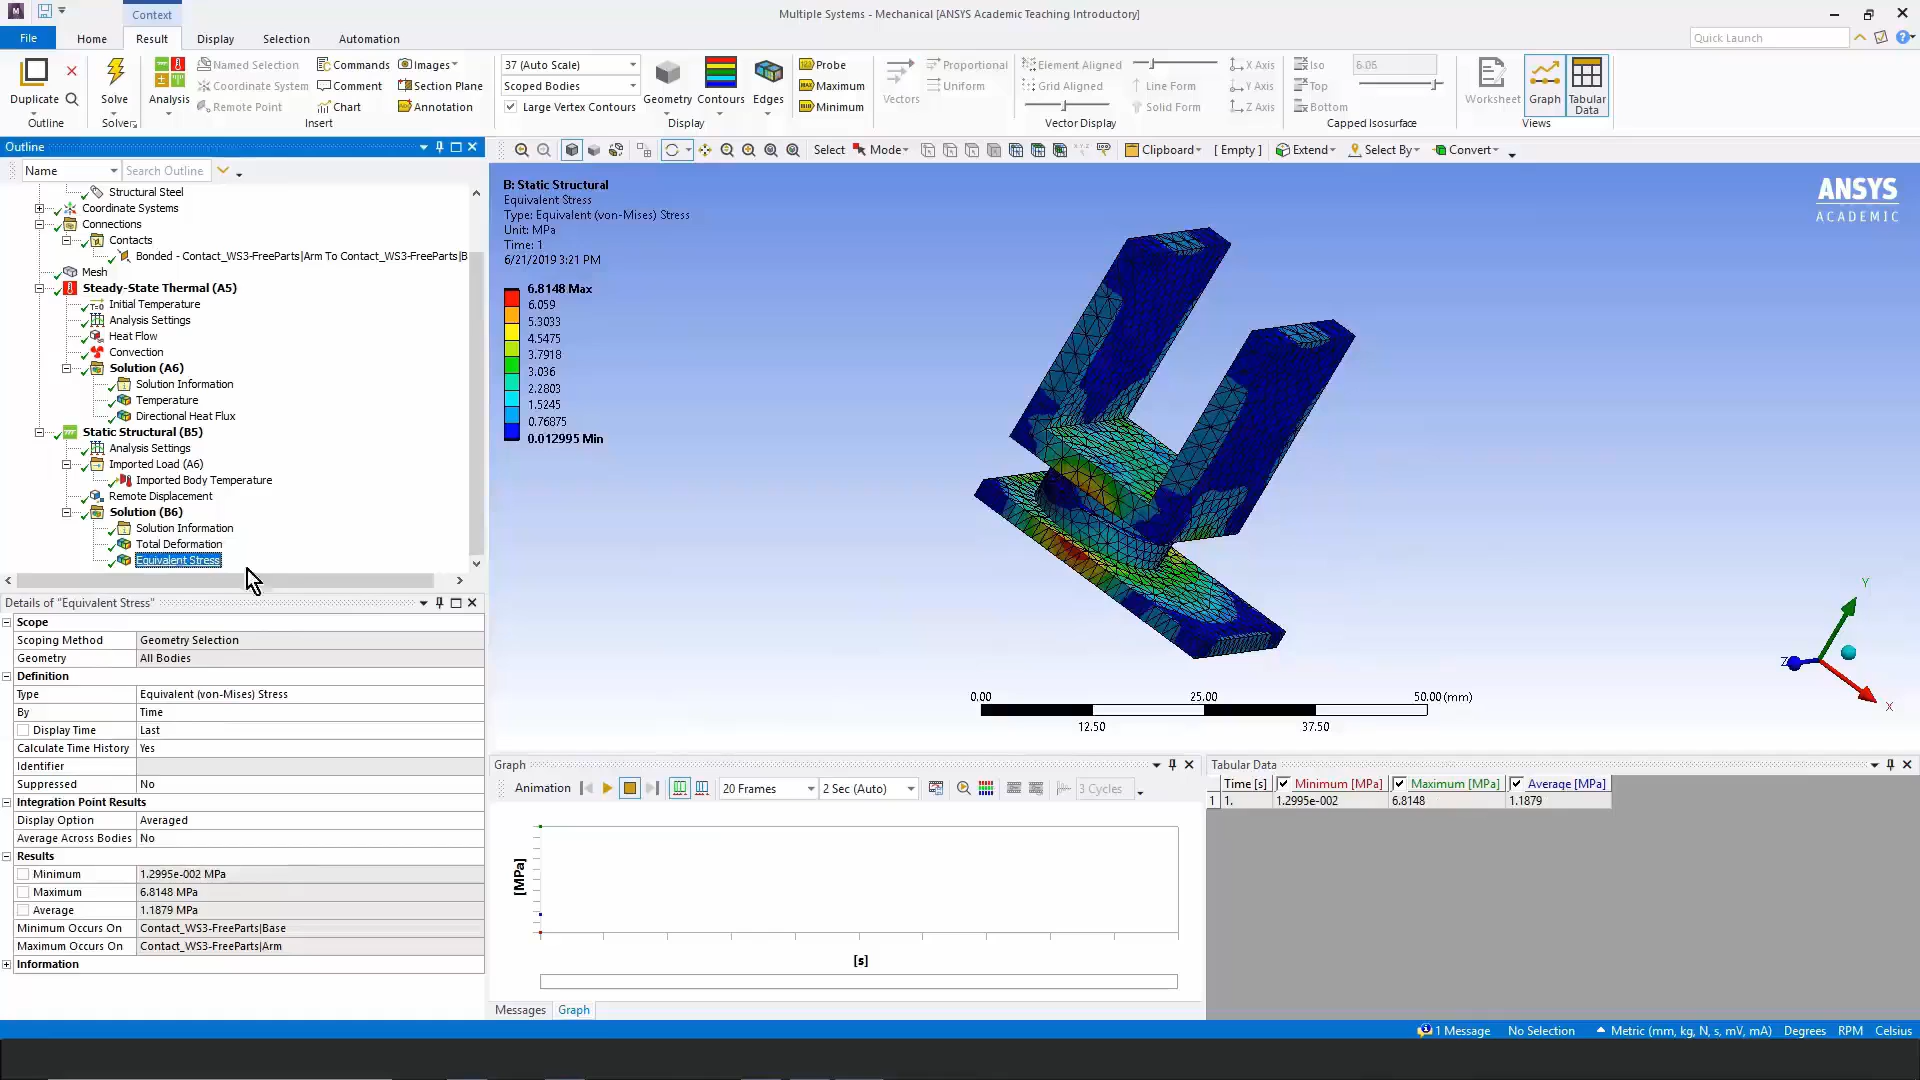 Context
Multiple Systems - Mechanical [ANSYS Academic Teaching Introductory]
File Home Result Display Selection Automation
Quick Launch
Duplicate
Outline
Solve
Solver
Analysis
Named Selection
Coordinate System
Remote Point
Commands
Comment
Chart
Images
Section Plane
Annotation
Insert
37 (Auto Scale)
Scoped Bodies
Large Vertex Contours
Geometry
Contours
Edges
Display
Probe
Maximum
Minimum
Vectors
Proportional
Uniform
Element Aligned
Grid Aligned
Line Form
Solid Form
X Axis
Y Axis
Z Axis
Vector Display
Iso
Top
Bottom
6.05
Capped Isosurface
Worksheet
Graph
Tabular Data
Views
Outline
Name
Search Outline
Select Mode Clipboard [ Empty ] Extend Select By Convert
Structural Steel
Coordinate Systems
Connections
Contacts
Bonded - Contact_WS3-FreeParts|Arm To Contact_WS3-FreeParts|B
Mesh
Steady-State Thermal (A5)
Initial Temperature
Analysis Settings
Heat Flow
Convection
Solution (A6)
Solution Information
Temperature
Directional Heat Flux
Static Structural (B5)
Analysis Settings
Imported Load (A6)
Imported Body Temperature
Remote Displacement
Solution (B6)
Solution Information
Total Deformation
Equivalent Stress
B: Static Structural
Equivalent Stress
Type: Equivalent (von-Mises) Stress
Unit: MPa
Time: 1
6/21/2019 3:21 PM
6.8148 Max
6.059
5.3033
4.5475
3.7918
3.036
2.2803
1.5245
0.76875
0.012995 Min
ANSYS
ACADEMIC
Y
Z
X
0.00 25.00 50.00 (mm)
12.50 37.50
Details of "Equivalent Stress"
Scope
Scoping Method Geometry Selection
Geometry All Bodies
Definition
Type Equivalent (von-Mises) Stress
By Time
Display Time Last
Calculate Time History Yes
Identifier
Suppressed No
Integration Point Results
Display Option Averaged
Average Across Bodies No
Results
Minimum 1.2995e-002 MPa
Maximum 6.8148 MPa
Average 1.1879 MPa
Minimum Occurs On Contact_WS3-FreeParts|Base
Maximum Occurs On Contact_WS3-FreeParts|Arm
Information
Graph
Animation 20 Frames 2 Sec (Auto) 3 Cycles
[MPa]
[s]
Messages Graph
Tabular Data
Time [s] Minimum [MPa] Maximum [MPa] Average [MPa]
1 1. 1.2995e-002 6.8148 1.1879
1 Message No Selection Metric (mm, kg, N, s, mV, mA) Degrees RPM Celsius